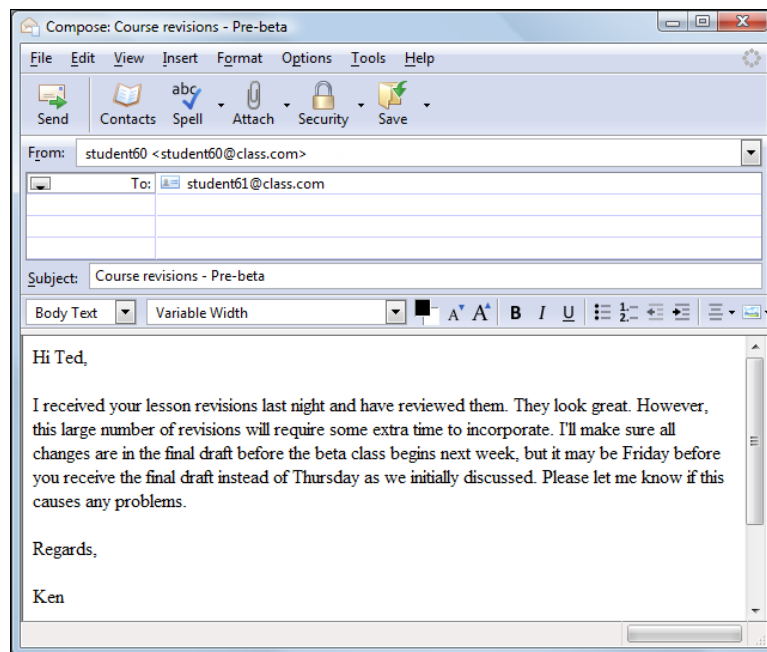 Compose: Course revisions - Pre-beta
File Edit View Insert Format Options Tools Help
abc
Send Contacts Spell Attach Security Save
From: student60 <student60@class.com>
To: student61@class.com
Subject: Course revisions - Pre-beta
Body Text Variable Width A A B I U
Hi Ted,
I received your lesson revisions last night and have reviewed them. They look great. However,
this large number of revisions will require some extra time to incorporate. I'll make sure all
changes are in the final draft before the beta class begins next week, but it may be Friday before
you receive the final draft instead of Thursday as we initially discussed. Please let me know if this
causes any problems.
Regards,
Ken